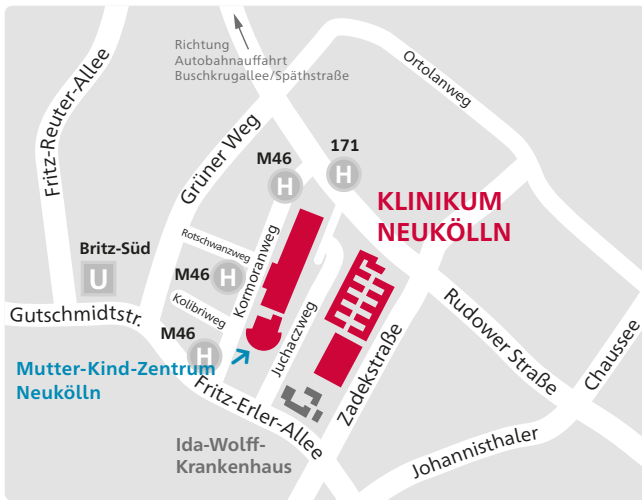 Richtung
Autobahnauffahrt
Buschkrugallee/Späthstraße
Ortolanweg
Fritz-Reuter-Allee
Grüner Weg
M46
H
171
H
KLINIKUM
NEUKÖLLN
Britz-Süd
U
Rotschwanzweg
M46
H
Kormoranweg
Kolibriweg
Gutschmidtstr.
M46
H
Juchaczweg
Zadekstraße
Rudower Straße
Chaussee
Mutter-Kind-Zentrum
Neukölln
Fritz-Erler-Allee
Ida-Wolff-
Krankenhaus
Johannisthaler